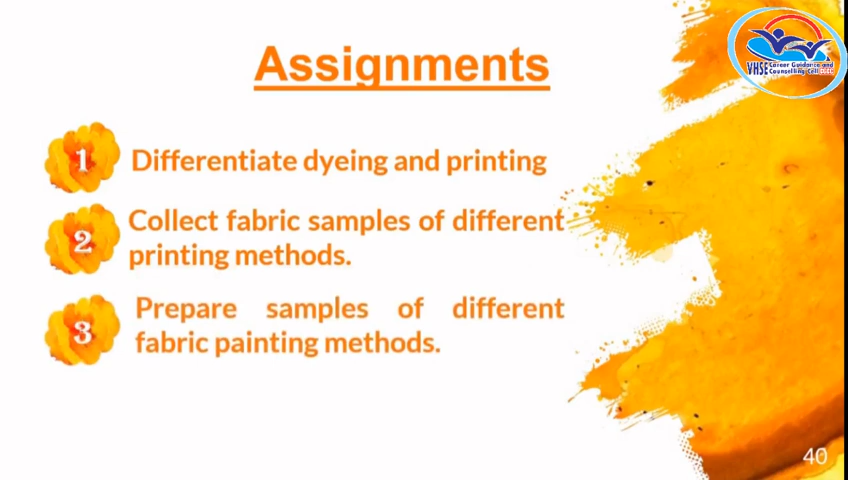 Assignments
VHSE Career Guidance and
Counselling Cell
1 Differentiate dyeing and printing
2 Collect fabric samples of different
printing methods.
3 Prepare samples of different
fabric painting methods.
40